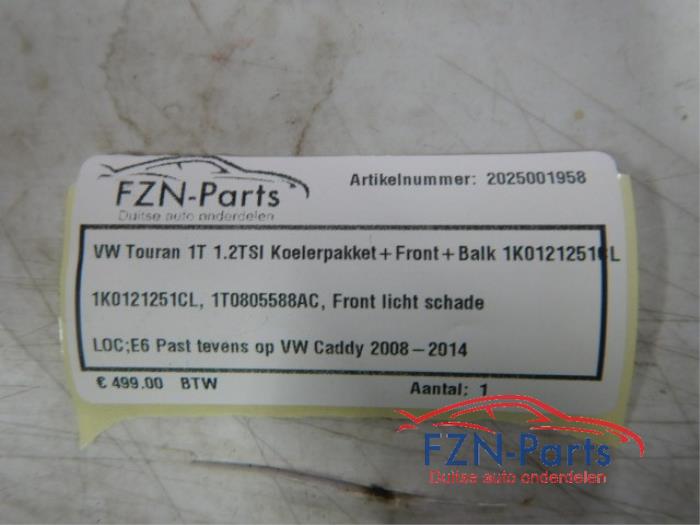 FZN-Parts
Duitse auto onderdelen
Artikelnummer: 2025001958
VW Touran 1T 1.2TSI Koelerpakket+Front+Balk 1K0121251CL
1K0121251CL, 1T0805588AC, Front licht schade
LOC;E6 Past tevens op VW Caddy 2008-2014
€ 499.00 BTW
Aantal: 1
FZN-Parts
Duitse auto onderdelen